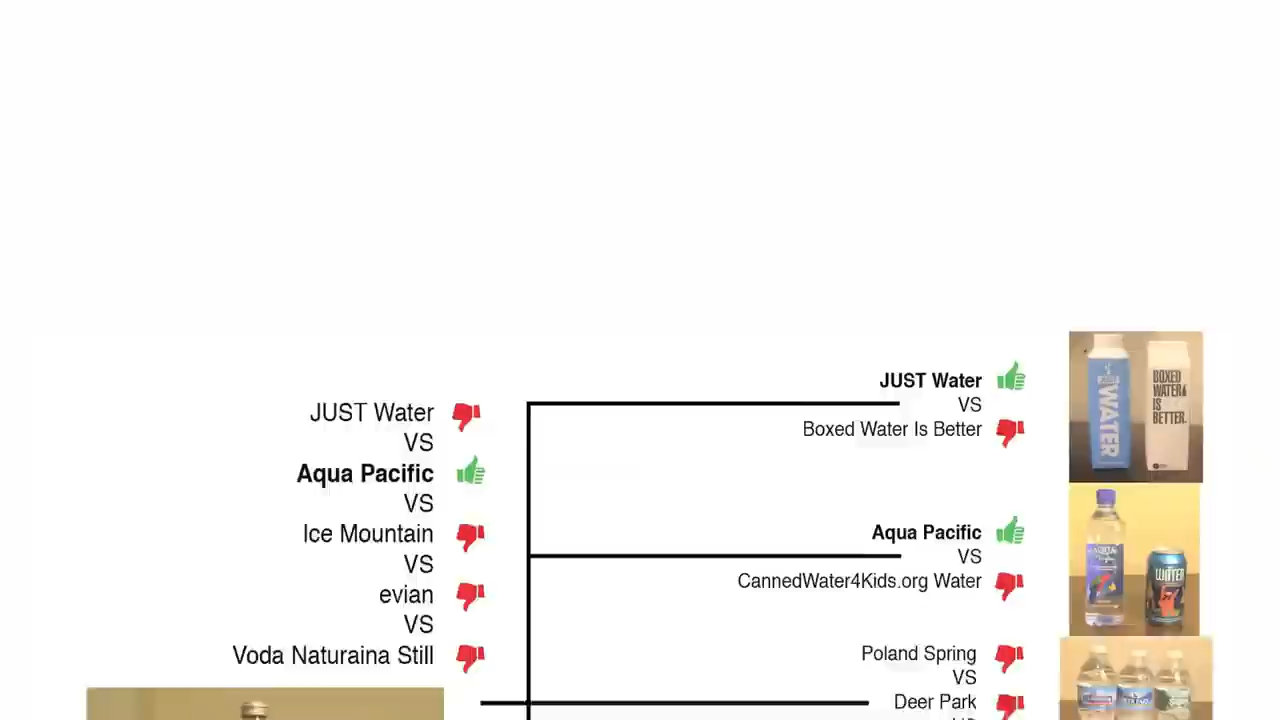 JUST Water
VS
Aqua Pacific
VS
Ice Mountain
VS
evian
VS
Voda Naturaina Still
JUST Water
VS
Boxed Water Is Better
Aqua Pacific
VS
CannedWater4Kids.org Water
Poland Spring
VS
Deer Park
WATER
BOXED
WATER
IS
BETTER.